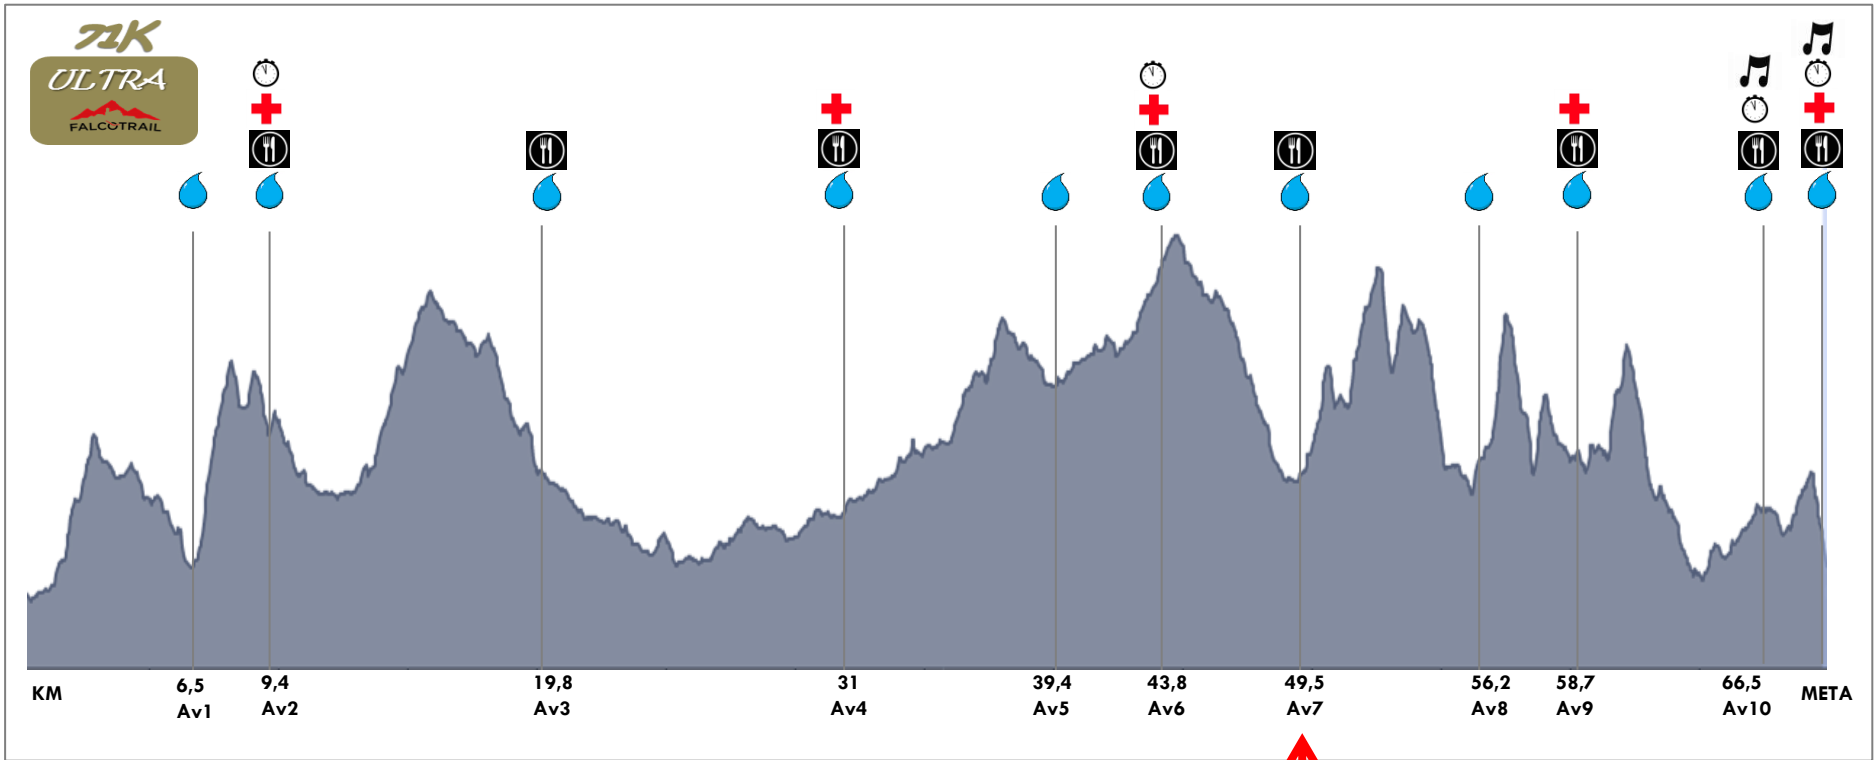 71K
ULTRA
FALCOTRAIL
KM
6,5
Av1
9,4
Av2
19,8
Av3
31
Av4
39,4
Av5
43,8
Av6
49,5
Av7
56,2
Av8
58,7
Av9
66,5
Av10
META